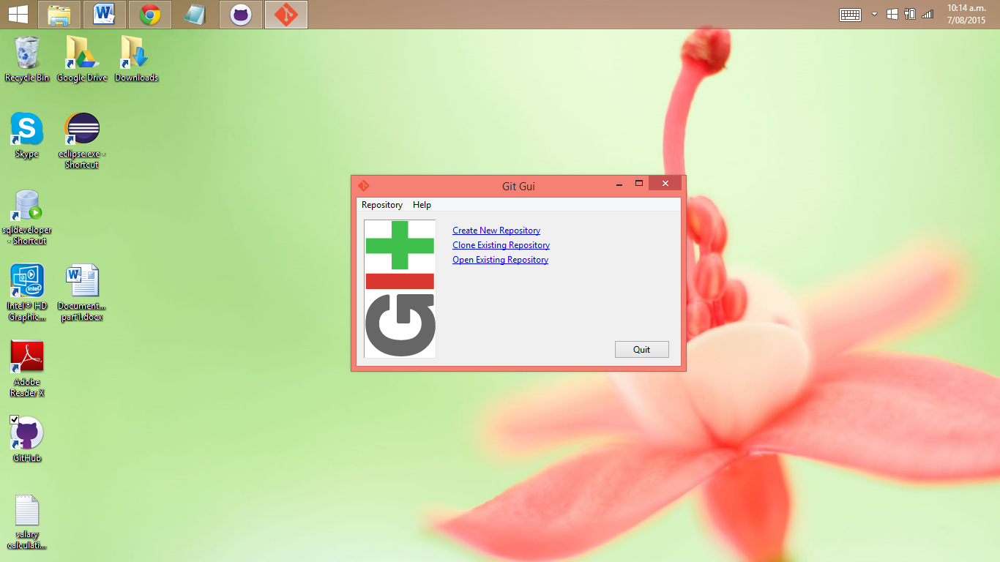 10:14 a.m.
7/08/2015
Recycle Bin
Google Drive
Downloads
Skype
eclipse.exe -
Shortcut
sqldeveloper
- Shortcut
Intel® HD
Graphic...
Document...
part1.docx
Adobe
Reader X
GitHub
salary
calculati...
Git Gui
Repository
Help
Create New Repository
Clone Existing Repository
Open Existing Repository
Quit